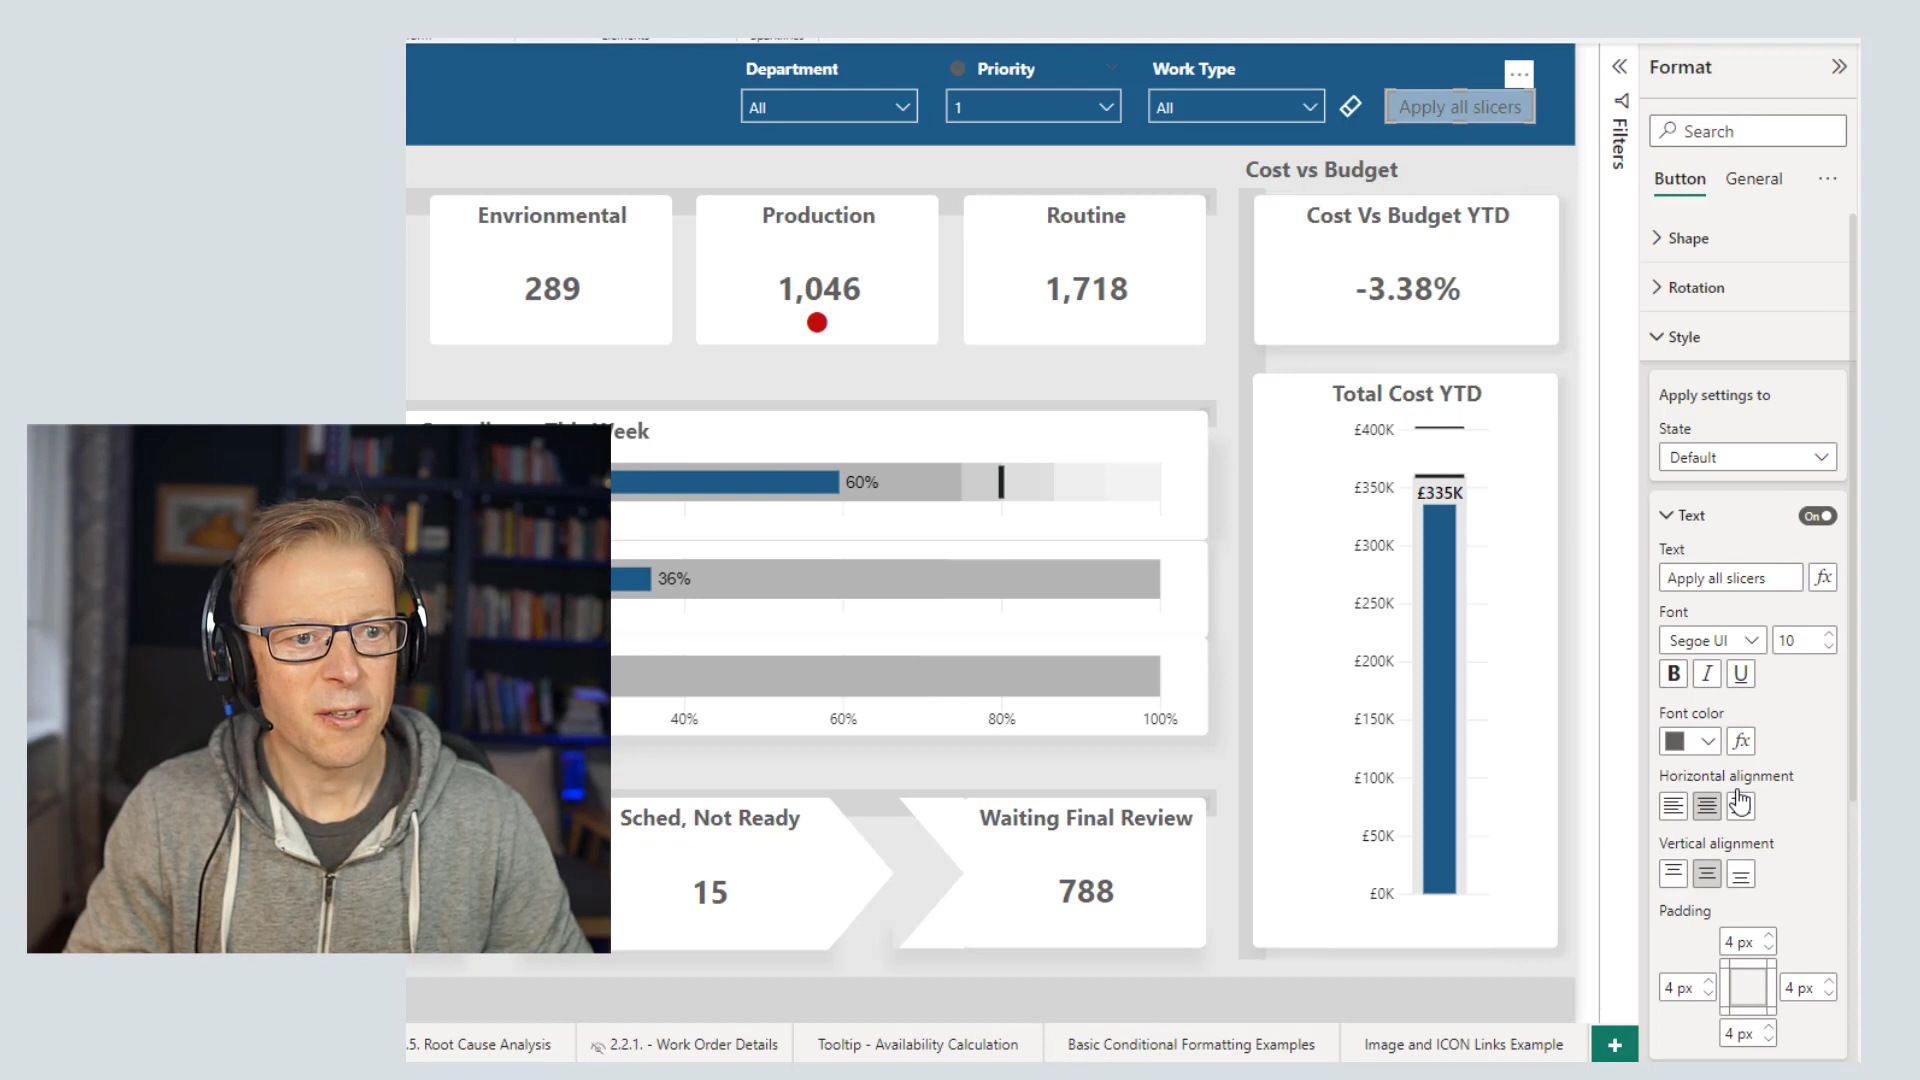 Department
Priority
Work Type
All
1
All
Apply all slicers
Filters
Format
Search
Button
General
Shape
Rotation
Style
Apply settings to
State
Default
Text
On
Text
Apply all slicers
fx
Font
Segoe UI
10
B I U
Font color
fx
Horizontal alignment
Vertical alignment
Padding
4 px
4 px
4 px
4 px
Envrionmental
289
Production
1,046
Routine
1,718
Cost vs Budget
Cost Vs Budget YTD
-3.38%
Total Cost YTD
£400K
£350K
£335K
£300K
£250K
£200K
£150K
£100K
£50K
£0K
60%
36%
40%
60%
80%
100%
Sched, Not Ready
15
Waiting Final Review
788
.5. Root Cause Analysis
2.2.1. - Work Order Details
Tooltip - Availability Calculation
Basic Conditional Formatting Examples
Image and ICON Links Example